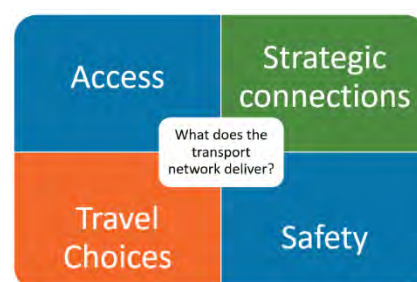 Access
Strategic
connections
What does the
transport
network deliver?
Travel
Choices
Safety